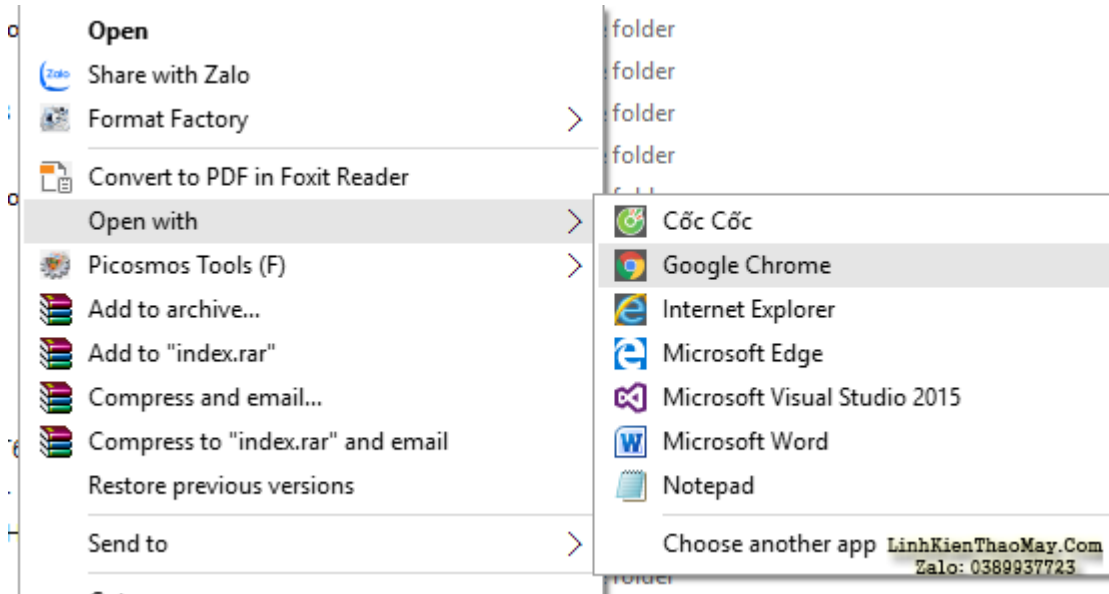 Open
folder
Share with Zalo
folder
Format Factory
folder
Convert to PDF in Foxit Reader
folder
Open with
Cốc Cốc
Picosmos Tools (F)
Google Chrome
Add to archive...
Internet Explorer
Add to "index.rar"
Microsoft Edge
Compress and email...
Microsoft Visual Studio 2015
Compress to "index.rar" and email
Microsoft Word
Restore previous versions
Notepad
Send to
Choose another app
LinhKienThaoMay.Com
Zalo: 0389937723